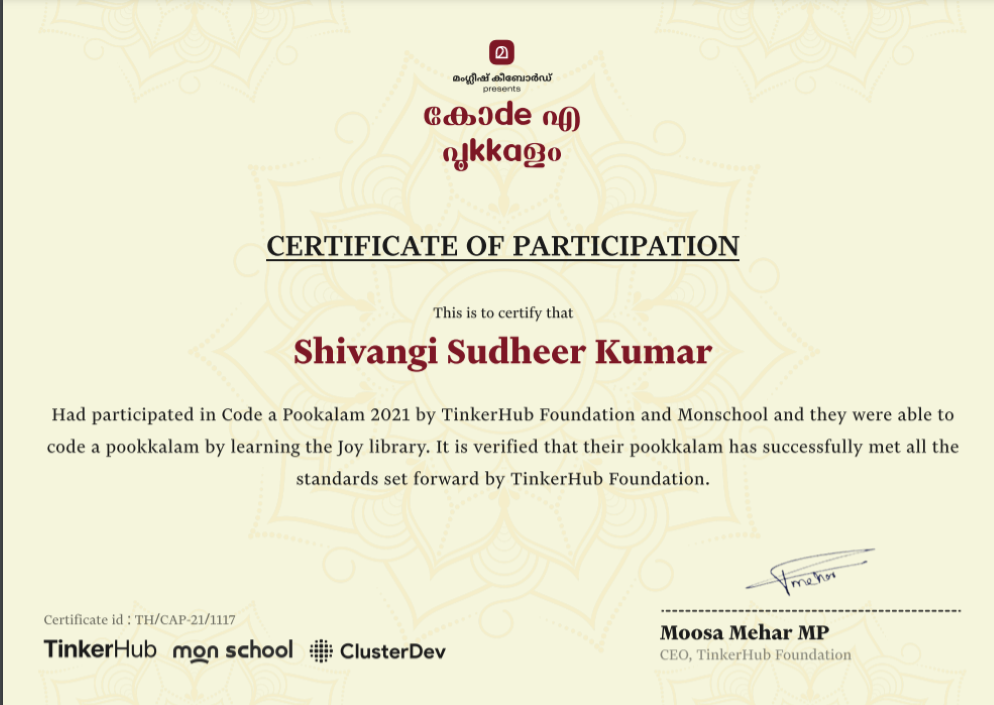 മ
മംഗ്ലീഷ് കീബോർഡ്
presents
കോde എ
പൂkkaളം
CERTIFICATE OF PARTICIPATION
This is to certify that
Shivangi Sudheer Kumar
Had participated in Code a Pookalam 2021 by TinkerHub Foundation and Monschool and they were able to
code a pookkalam by learning the Joy library. It is verified that their pookkalam has successfully met all the
standards set forward by TinkerHub Foundation.
Certificate id : TH/CAP-21/1117
TinkerHub mon school ClusterDev
Moosa Mehar MP
CEO, TinkerHub Foundation